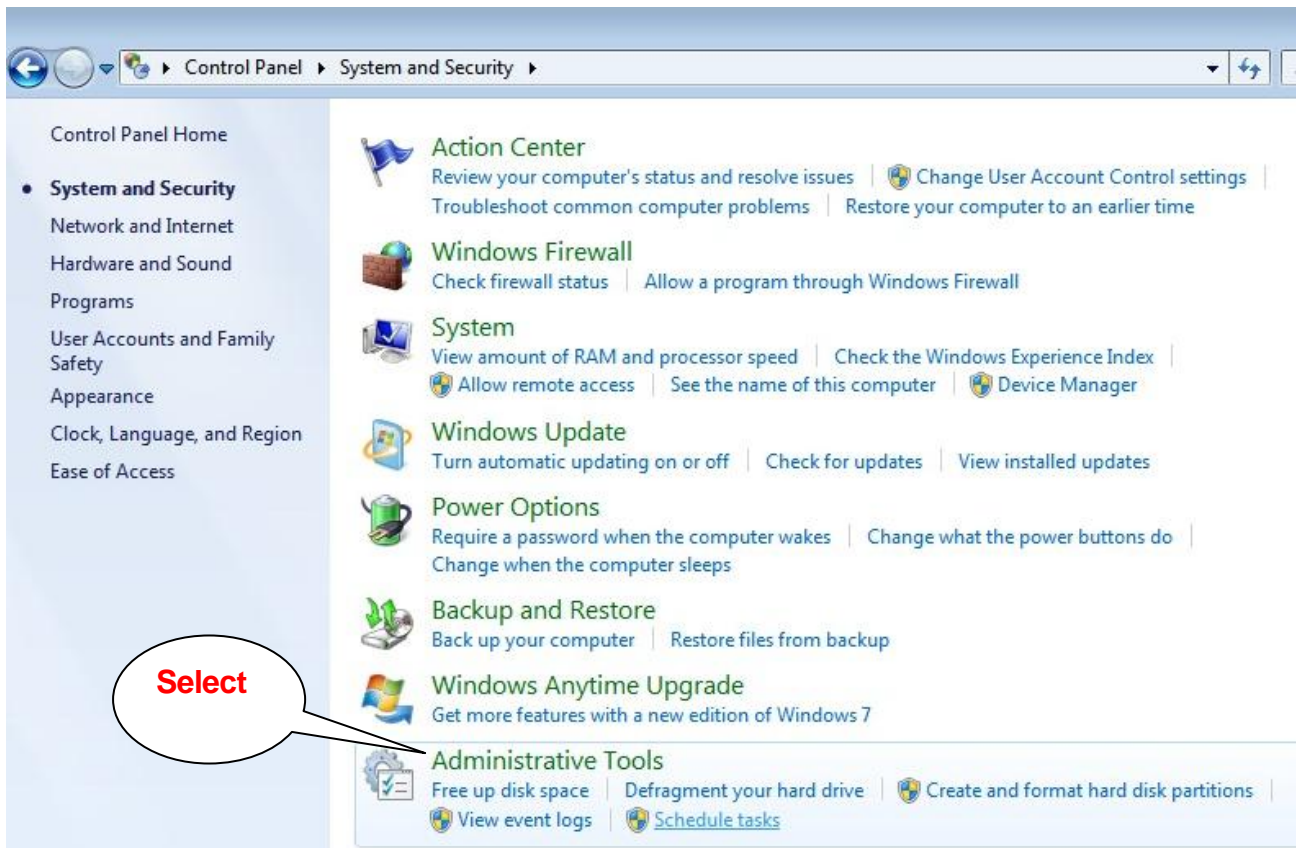 Control Panel System and Security
Control Panel Home
System and Security
Network and Internet
Hardware and Sound
Programs
User Accounts and Family
Safety
Appearance
Clock, Language, and Region
Ease of Access
Action Center
Review your computer's status and resolve issues Change User Account Control settings
Troubleshoot common computer problems Restore your computer to an earlier time
Windows Firewall
Check firewall status Allow a program through Windows Firewall
System
View amount of RAM and processor speed Check the Windows Experience Index
Allow remote access See the name of this computer Device Manager
Windows Update
Turn automatic updating on or off Check for updates View installed updates
Power Options
Require a password when the computer wakes Change what the power buttons do
Change when the computer sleeps
Backup and Restore
Back up your computer Restore files from backup
Windows Anytime Upgrade
Get more features with a new edition of Windows 7
Select
Administrative Tools
Free up disk space Defragment your hard drive Create and format hard disk partitions
View event logs Schedule tasks